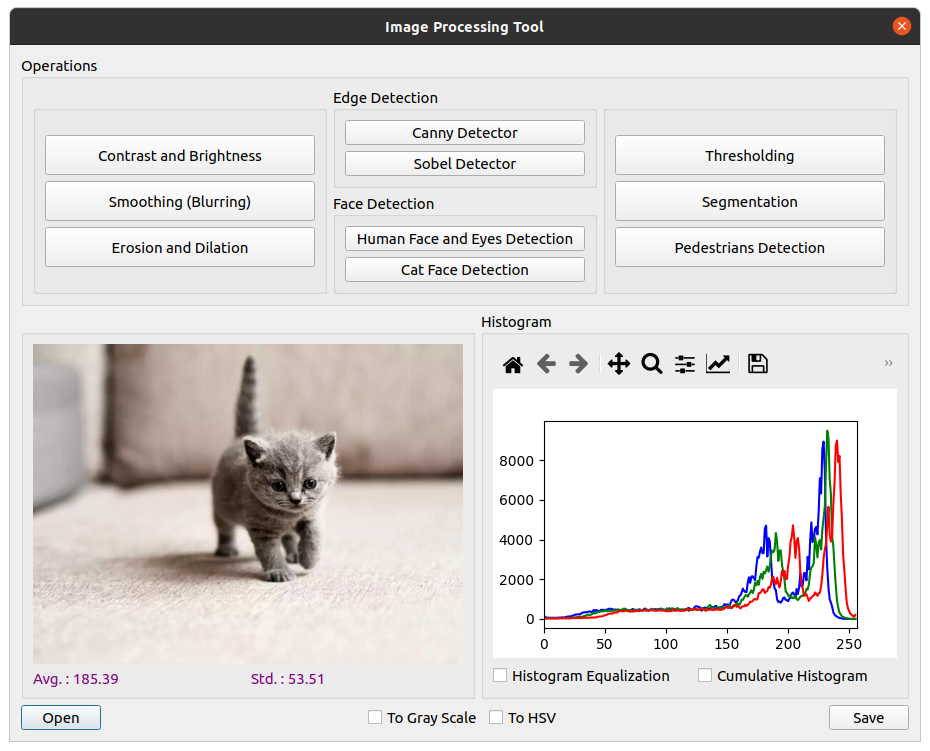 Image Processing Tool
Operations
Edge Detection
Contrast and Brightness
Canny Detector
Thresholding
Sobel Detector
Smoothing (Blurring)
Segmentation
Face Detection
Human Face and Eyes Detection
Erosion and Dilation
Pedestrians Detection
Cat Face Detection
Histogram
8000
6000
4000
2000
0
0 50 100 150 200 250
Avg. : 185.39 Std. : 53.51
Histogram Equalization Cumulative Histogram
Open To Gray Scale To HSV Save